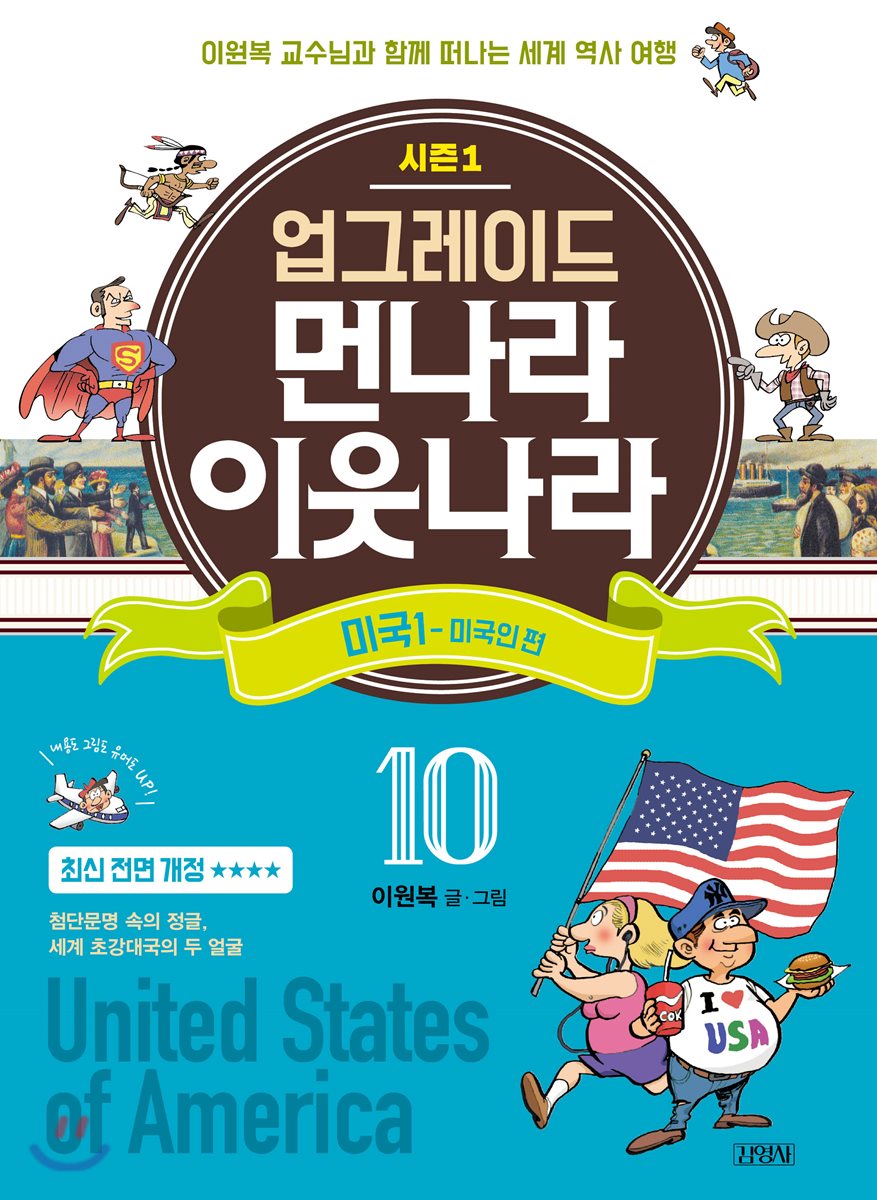 이원복 교수님과 함께 떠나는 세계 역사 여행
시즌1
업그레이드
먼나라
이웃나라
S
미국1 - 미국인 편
내용도 그림도 유머도 UP!
10
이원복 글·그림
최신 전면 개정 ★★★★
첨단문명 속의 정글,
세계 초강대국의 두 얼굴
United States
of America
NY
COK
I ♥
USA
김영사